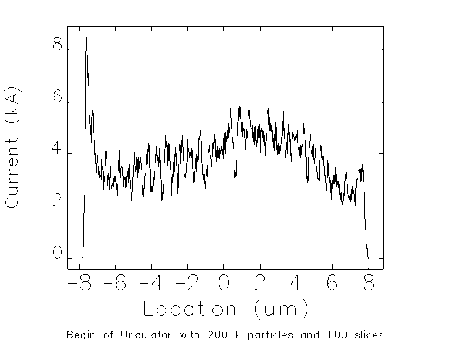 Current (kA)
8
6
4
2
0
-8 -6 -4 -2 0 2 4 6 8
Location (um)
Begin of Undulator with 200 k particles and 100 slices